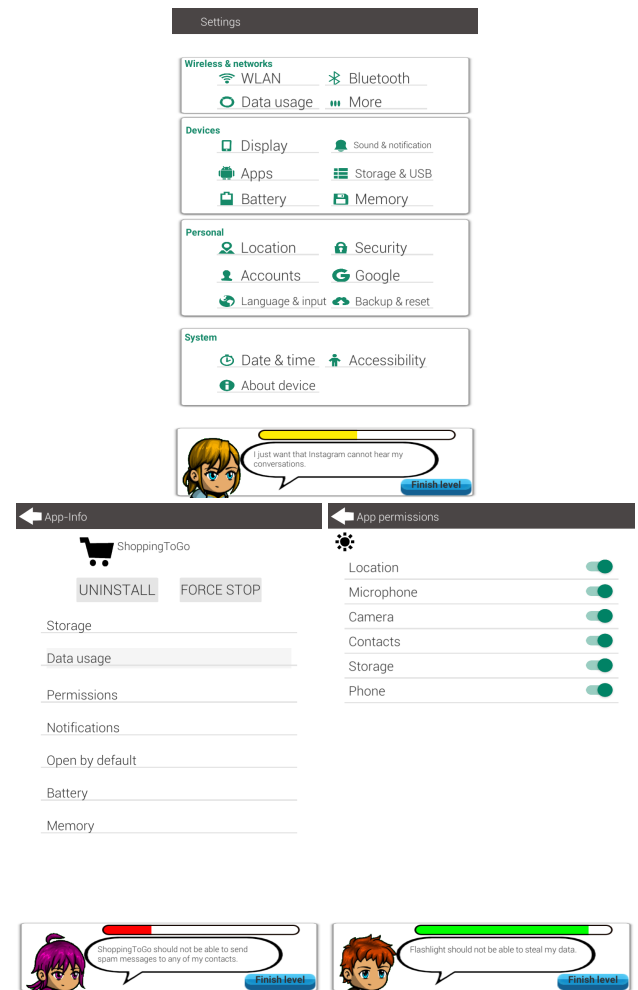 Settings
Wireless & networks
WLAN
Bluetooth
Data usage
More
Devices
Display
Sound & notification
Apps
Storage & USB
Battery
Memory
Personal
Location
Security
Accounts
Google
Language & input
Backup & reset
System
Date & time
Accessibility
About device
I just want that Instagram cannot hear my
conversations.
Finish level
App-Info
ShoppingToGo
UNINSTALL
FORCE STOP
Storage
Data usage
Permissions
Notifications
Open by default
Battery
Memory
ShoppingToGo should not be able to send
spam messages to any of my contacts.
Finish level
App permissions
Location
Microphone
Camera
Contacts
Storage
Phone
Flashlight should not be able to steal my data.
Finish level